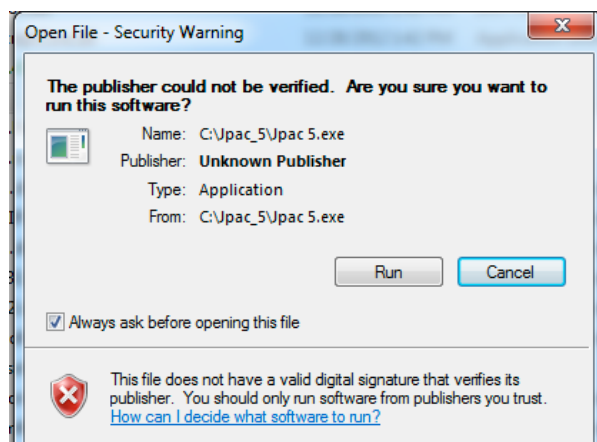 Open File - Security Warning
The publisher could not be verified. Are you sure you want to
run this software?
Name: C:\Jpac_5\Jpac 5.exe
Publisher: Unknown Publisher
Type: Application
From: C:\Jpac_5\Jpac 5.exe
Run Cancel
Always ask before opening this file
This file does not have a valid digital signature that verifies its
publisher. You should only run software from publishers you trust.
How can I decide what software to run?